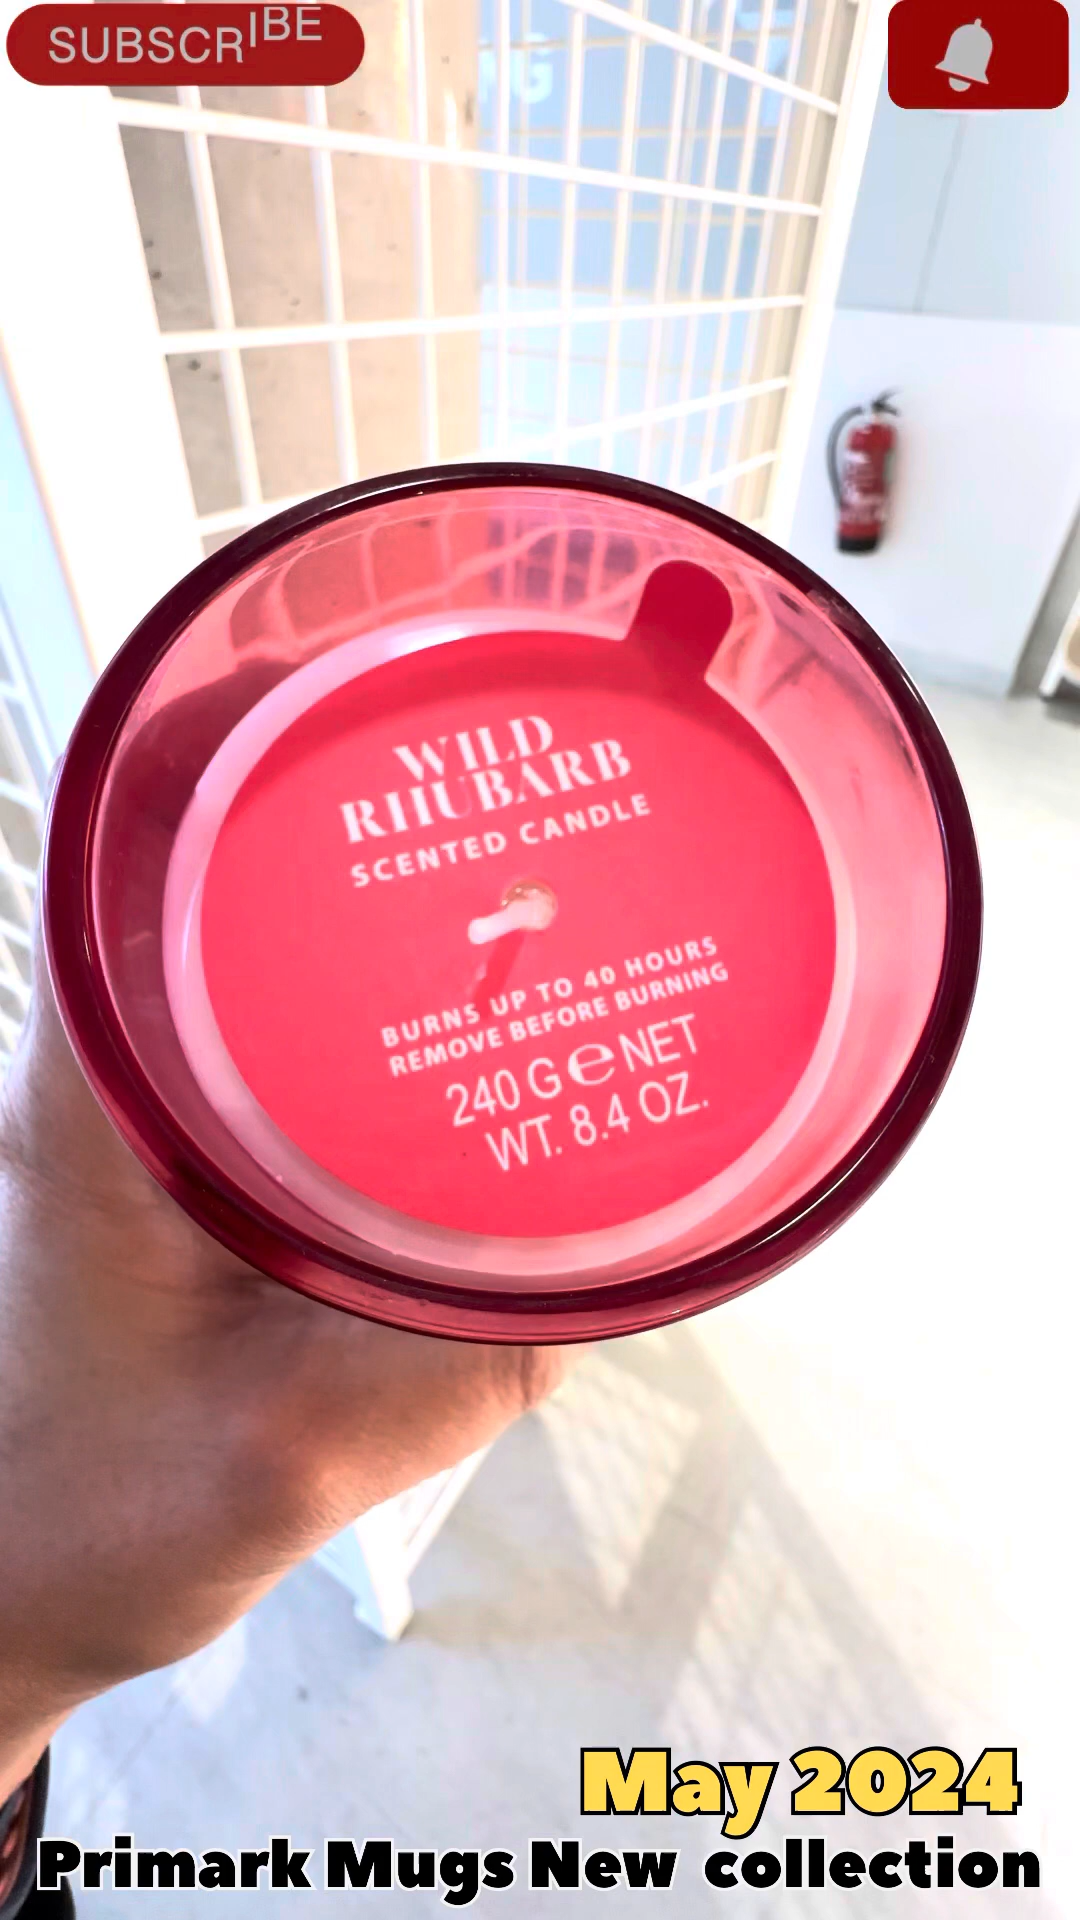 SUBSCRIBE
WILD
RHUBARB
SCENTED CANDLE
BURNS UP TO 40 HOURS
REMOVE BEFORE BURNING
240 G ℮ NET
WT. 8.4 OZ.
May 2024
Primark Mugs New collection